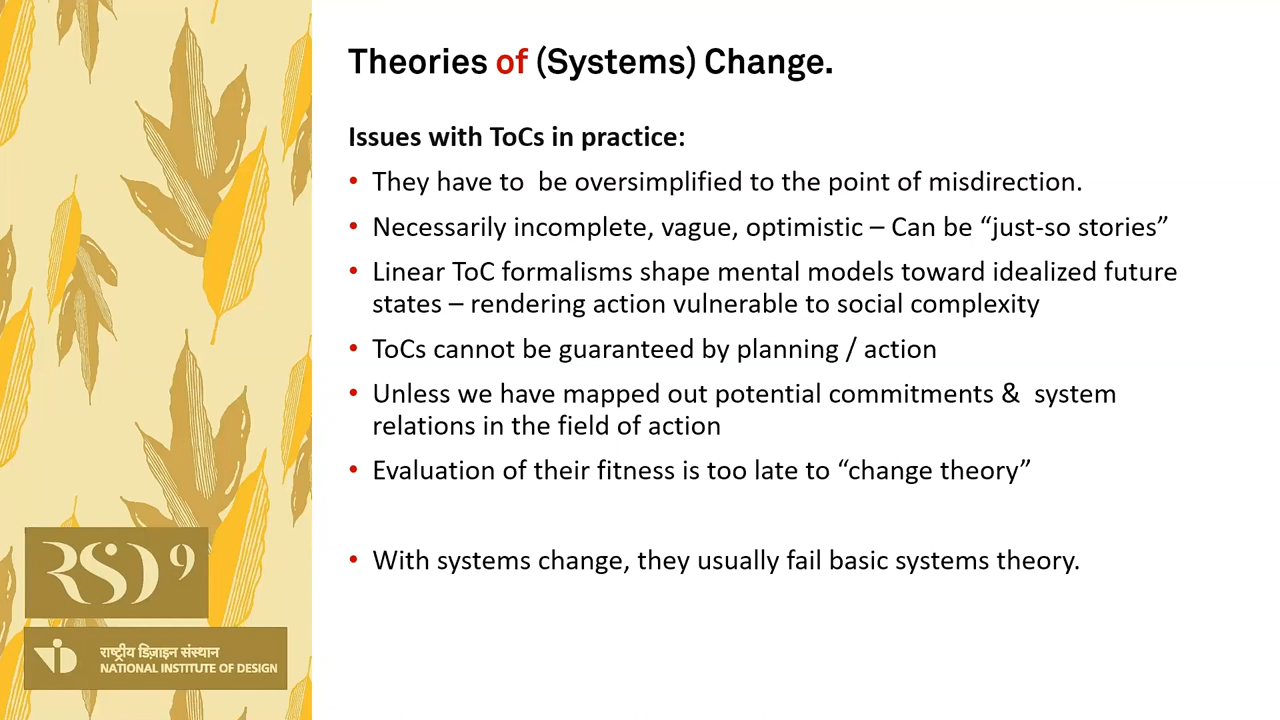 Theories of (Systems) Change.
Issues with ToCs in practice:
• They have to  be oversimplified to the point of misdirection.
• Necessarily incomplete, vague, optimistic – Can be “just-so stories”
• Linear ToC formalisms shape mental models toward idealized future
states – rendering action vulnerable to social complexity
• ToCs cannot be guaranteed by planning / action
• Unless we have mapped out potential commitments &  system
relations in the field of action
• Evaluation of their fitness is too late to “change theory”
• With systems change, they usually fail basic systems theory.
RSD9
राष्ट्रीय डिज़ाइन संस्थान
NATIONAL INSTITUTE OF DESIGN